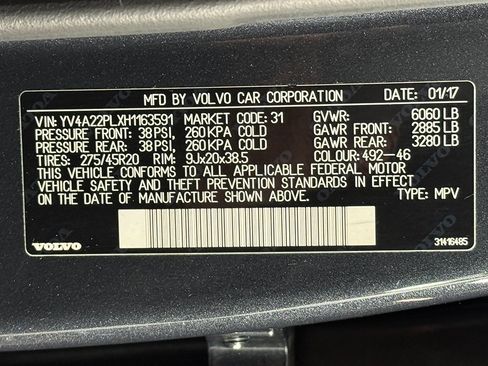 MFD BY VOLVO CAR CORPORATION DATE: 01/17
VIN: YV4A22PLXH1163591 MARKET CODE: 31 GVWR: 6060 LB
PRESSURE FRONT: 38 PSI, 260 KPA COLD GAWR FRONT: 2885 LB
PRESSURE REAR: 38 PSI, 260 KPA COLD GAWR REAR: 3280 LB
TIRES: 275/45R20 RIM: 9Jx20x38.5 COLOUR: 492-46
THIS VEHICLE CONFORMS TO ALL APPLICABLE FEDERAL MOTOR
VEHICLE SAFETY AND THEFT PREVENTION STANDARDS IN EFFECT
ON THE DATE OF MANUFACTURE SHOWN ABOVE. TYPE: MPV
VOLVO 31416485